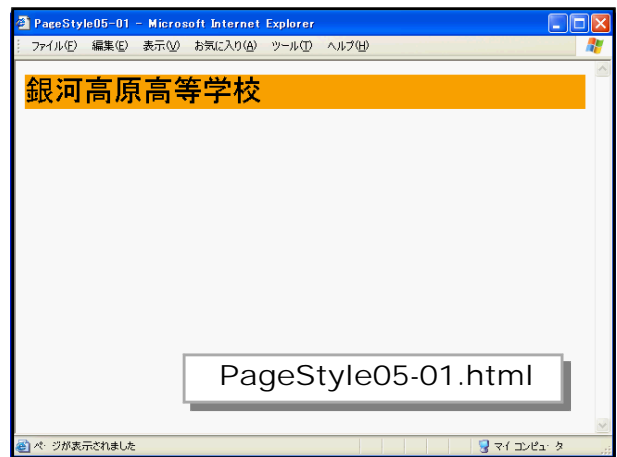 PageStyle05-01 - Microsoft Internet Explorer
ファイル(F) 編集(E) 表示(V) お気に入り(A) ツール(T) ヘルプ(H)
銀河高原高等学校
PageStyle05-01.html
ページが表示されました マイ コンピュータ